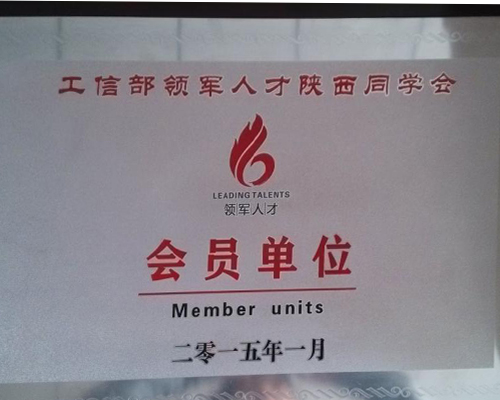 工信部领军人才陕西同学会
LEADING TALENTS
领军人才
会员单位
Member units
二零一五年一月